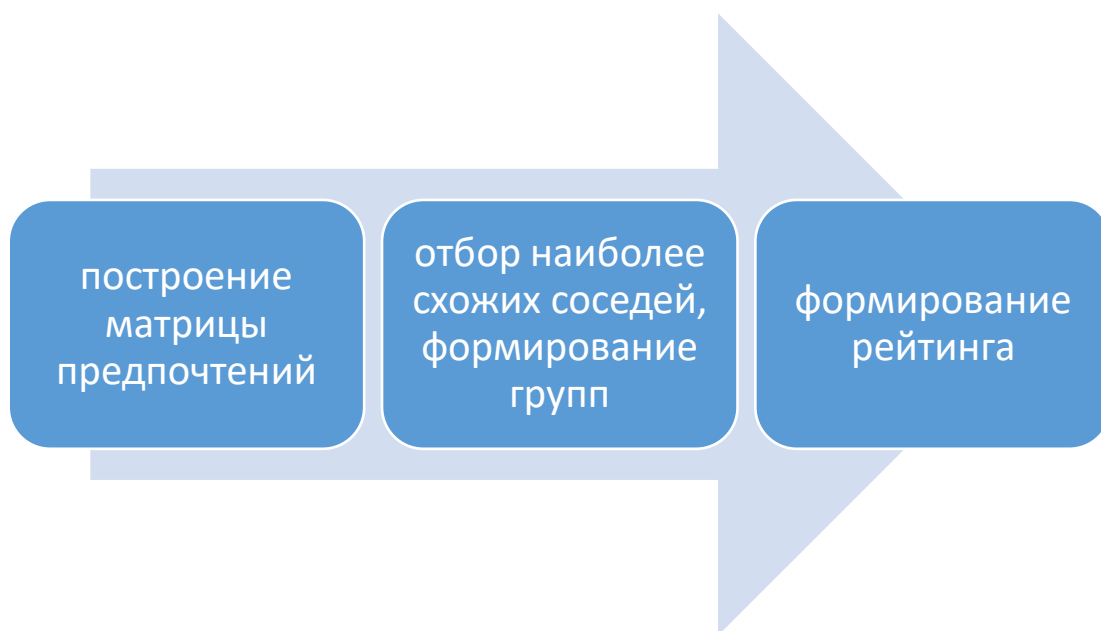 построение
матрицы
предпочтений
отбор наиболее
схожих соседей,
формирование
групп
формирование
рейтинга